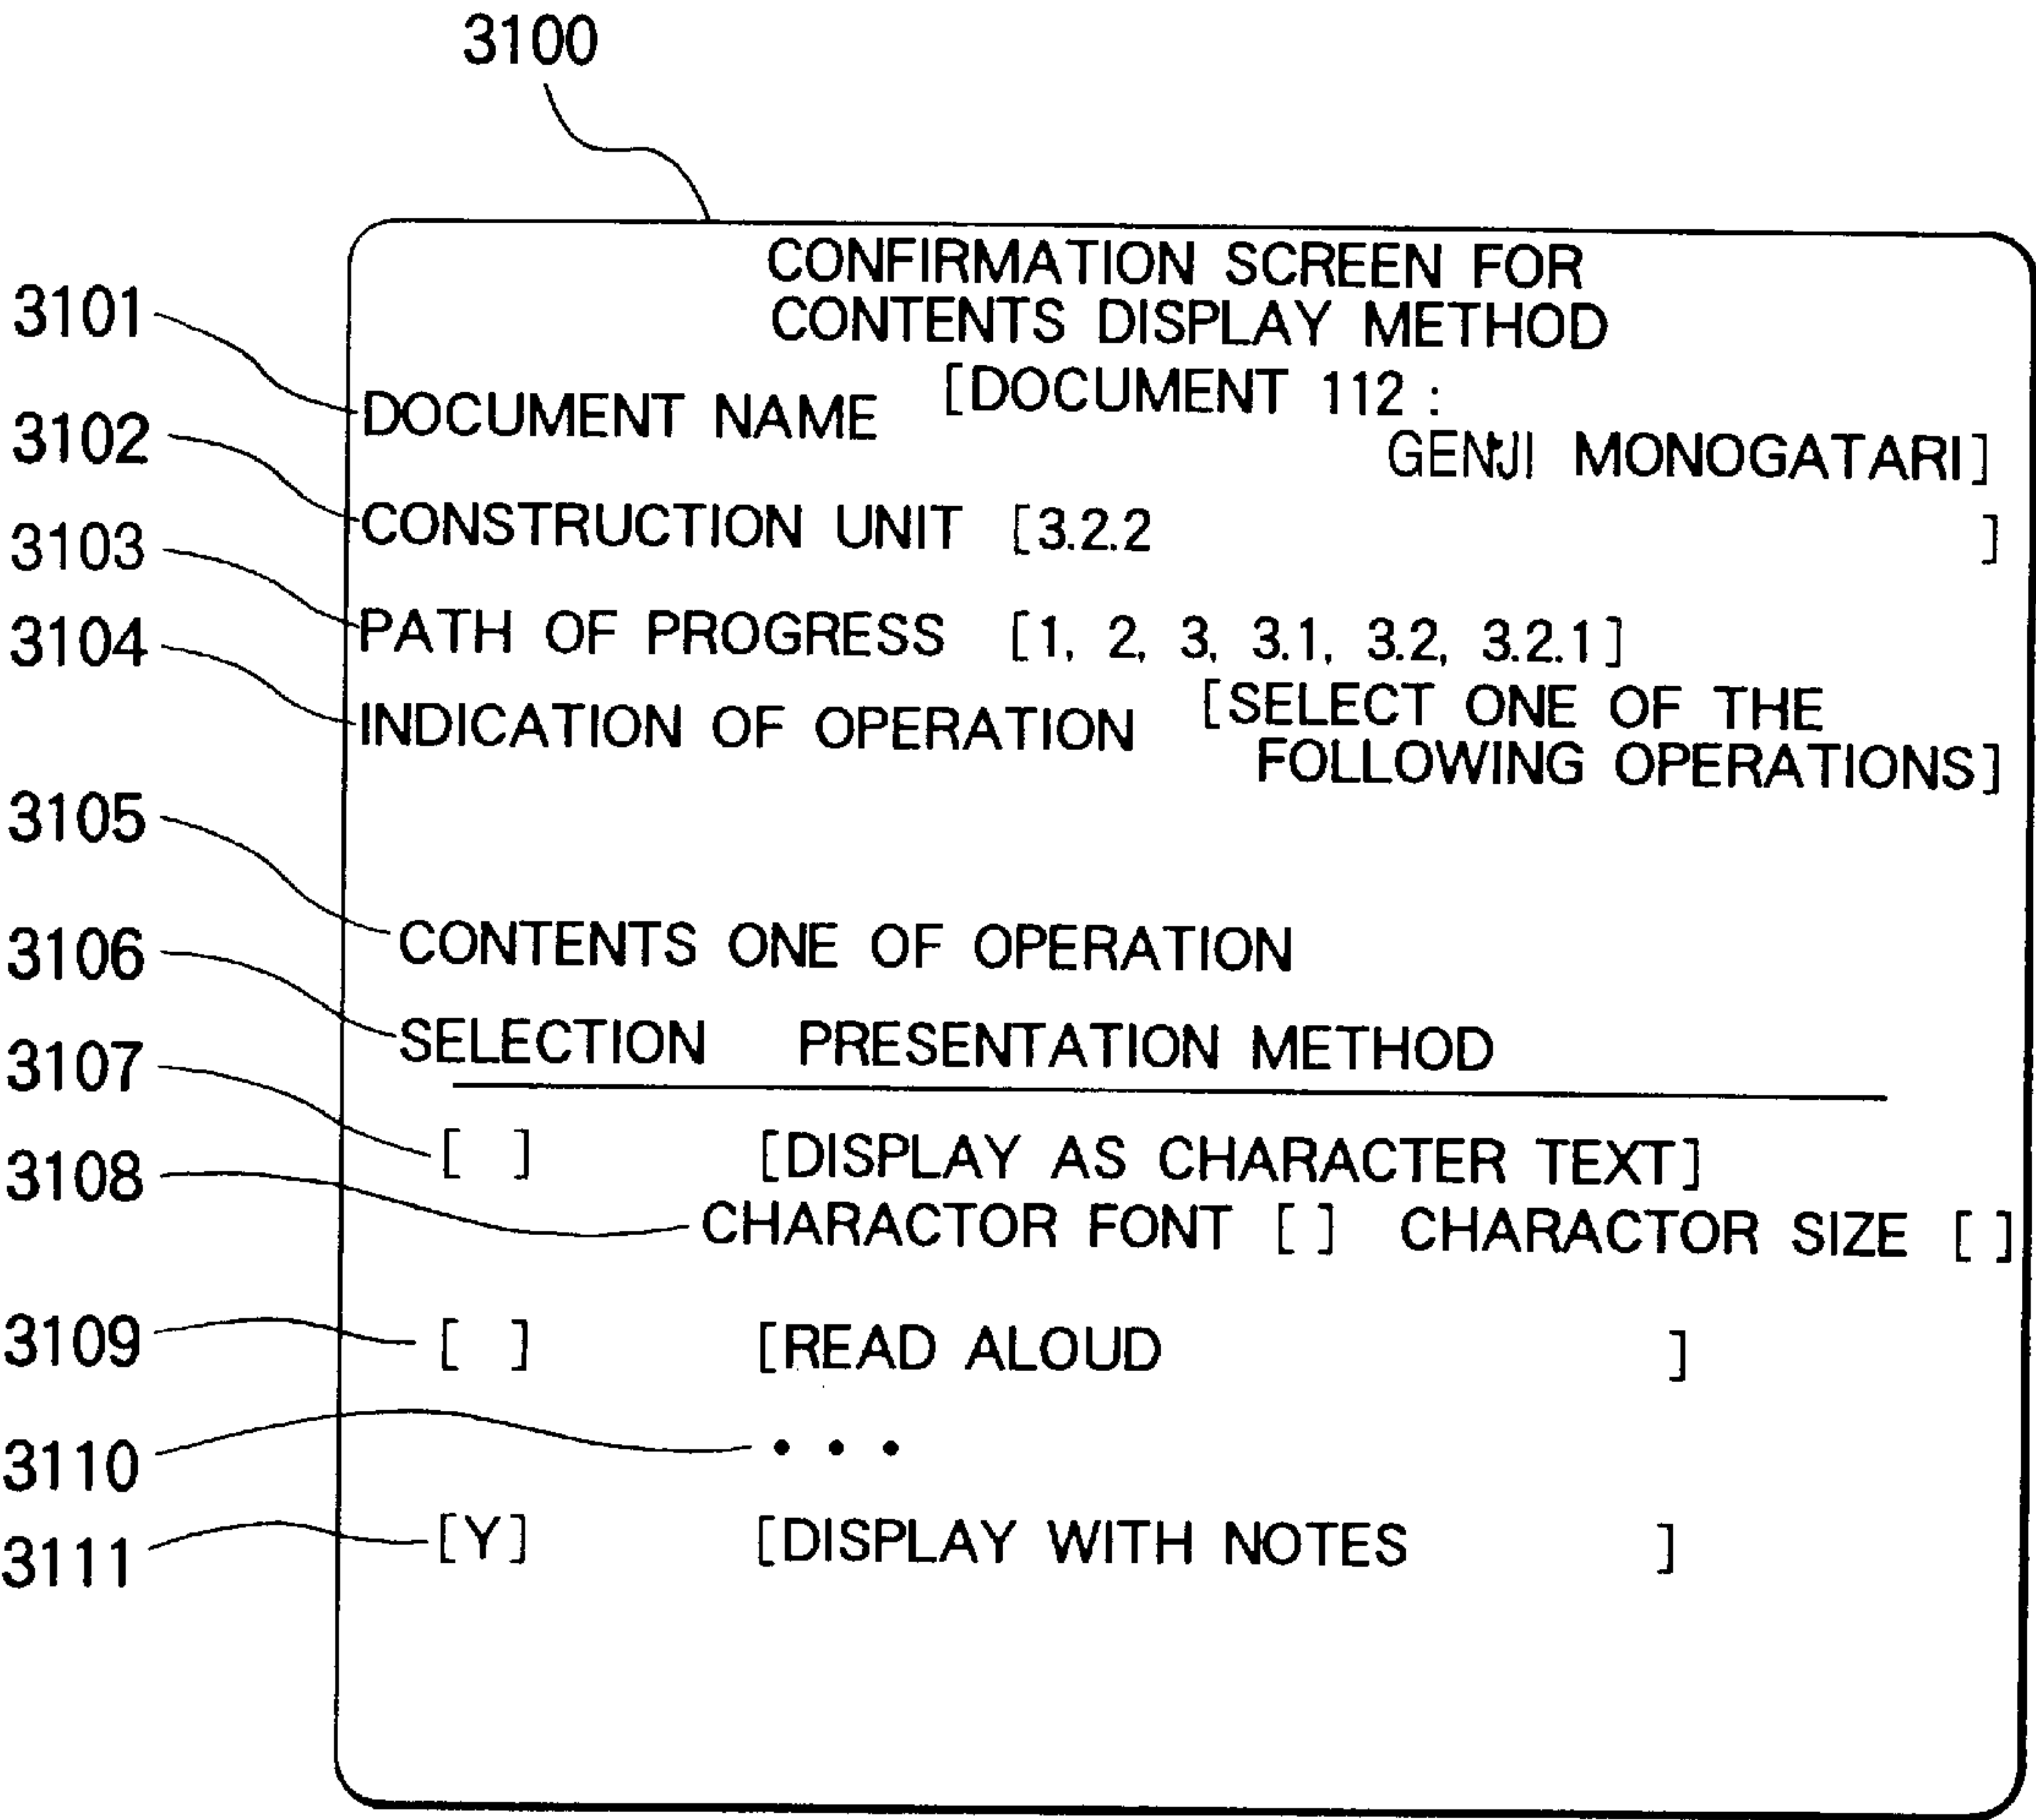 3100
CONFIRMATION SCREEN FOR
CONTENTS DISPLAY METHOD
3101 DOCUMENT NAME [DOCUMENT 112 :
GENJI MONOGATARI]
3102 CONSTRUCTION UNIT [3.2.2 ]
3103 PATH OF PROGRESS [1, 2, 3, 3.1, 3.2, 3.2.1]
3104 INDICATION OF OPERATION [SELECT ONE OF THE
FOLLOWING OPERATIONS]
3105 CONTENTS ONE OF OPERATION
3106 SELECTION PRESENTATION METHOD
3107 [ ] [DISPLAY AS CHARACTER TEXT]
3108 CHARACTOR FONT [ ] CHARACTOR SIZE [ ]
3109 [ ] [READ ALOUD ]
3110 • • •
3111 [Y] [DISPLAY WITH NOTES ]